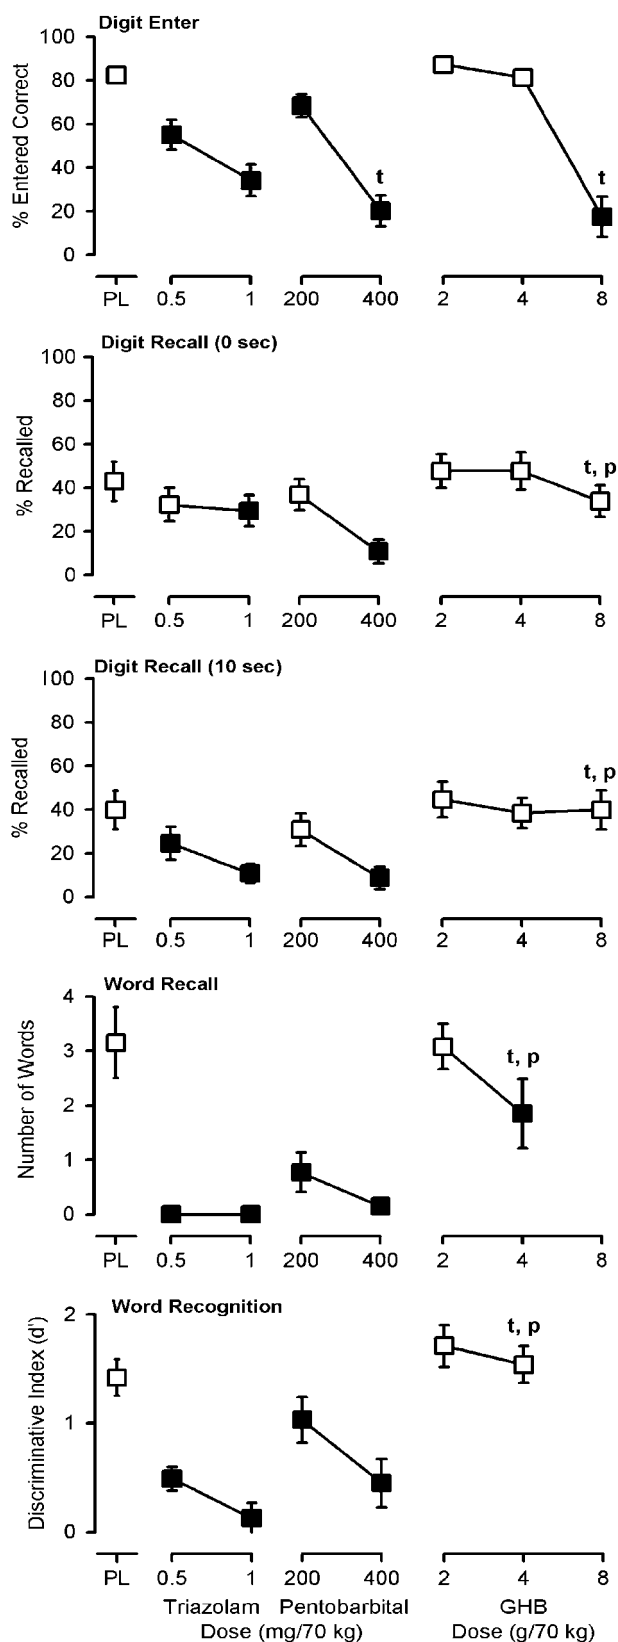 Digit Enter
100
80
60
40
20
0
% Entered Correct
t
t
PL 0.5 1 200 400 2 4 8
Digit Recall (0 sec)
100
80
60
40
20
0
% Recalled
t, p
PL 0.5 1 200 400 2 4 8
Digit Recall (10 sec)
100
80
60
40
20
0
% Recalled
t, p
PL 0.5 1 200 400 2 4 8
Word Recall
4
3
2
1
0
Number of Words
t, p
PL 0.5 1 200 400 2 4 8
Word Recognition
2
1
0
Discriminative Index (d')
t, p
PL 0.5 1 200 400 2 4 8
Triazolam Pentobarbital GHB
Dose (mg/70 kg) Dose (g/70 kg)